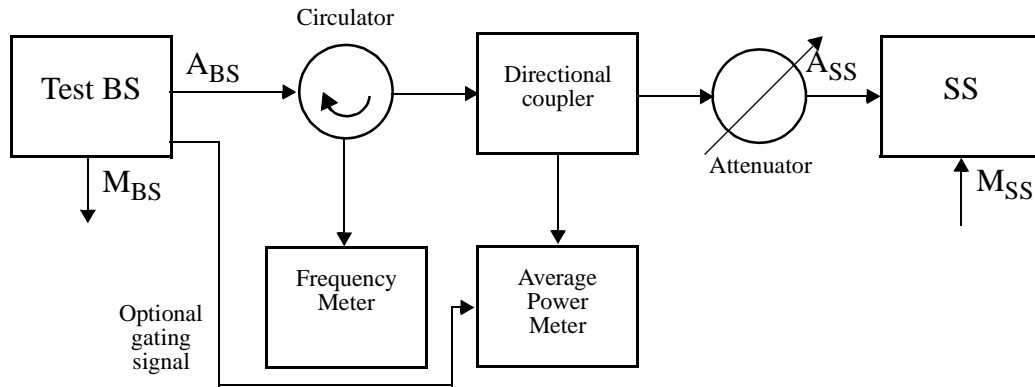 Circulator
Test BS
A_BS
Directional
coupler
A_SS
SS
Attenuator
M_BS
M_SS
Frequency
Meter
Average
Power
Meter
Optional
gating
signal